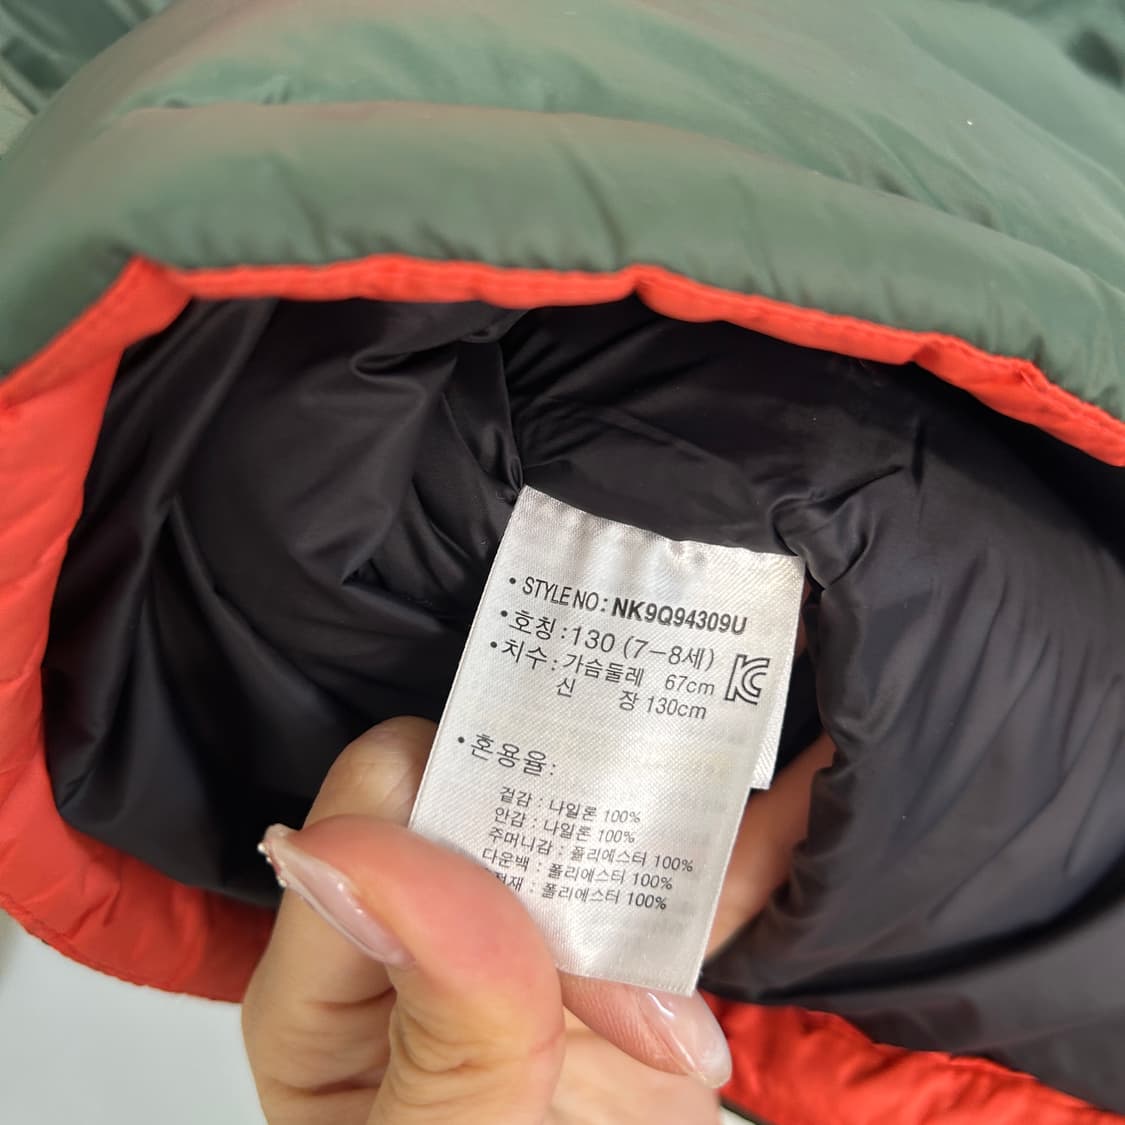 • STYLE NO : NK9Q94309U
• 호칭 : 130 (7-8세)
• 치수 : 가슴둘레 67cm
신 장 130cm
• 혼용율:
겉감 : 나일론 100%
안감 : 나일론 100%
주머니감 : 폴리에스터 100%
다운백 : 폴리에스터 100%
: 폴리에스터 100%